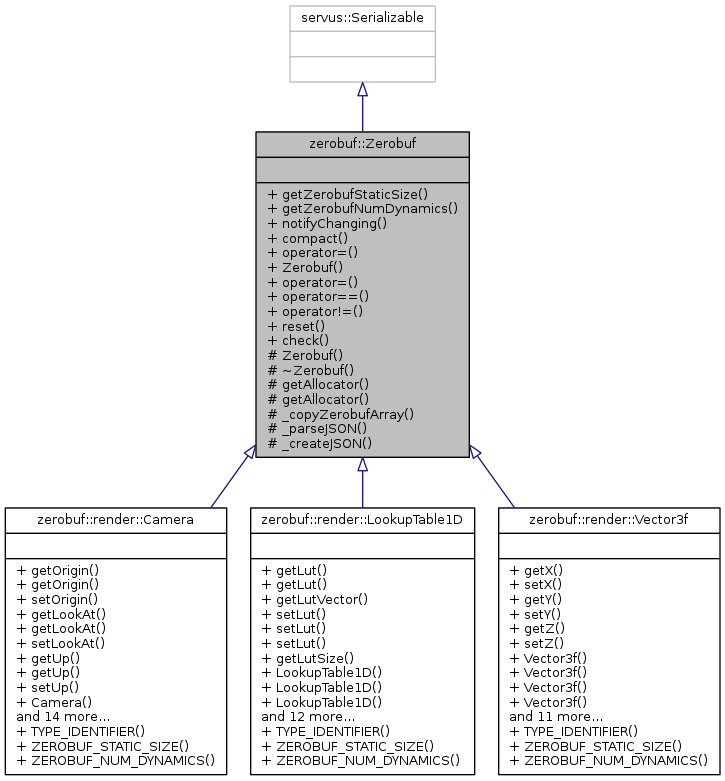 servus::Serializable
zerobuf::Zerobuf
+ getZerobufStaticSize()
+ getZerobufNumDynamics()
+ notifyChanging()
+ compact()
+ operator=()
+ Zerobuf()
+ operator=()
+ operator==()
+ operator!=()
+ reset()
+ check()
# Zerobuf()
# ~Zerobuf()
# getAllocator()
# getAllocator()
# _copyZerobufArray()
# _parseJSON()
# _createJSON()
zerobuf::render::Camera
+ getOrigin()
+ getOrigin()
+ setOrigin()
+ getLookAt()
+ getLookAt()
+ setLookAt()
+ getUp()
+ getUp()
+ setUp()
+ Camera()
and 14 more...
+ TYPE_IDENTIFIER()
+ ZEROBUF_STATIC_SIZE()
+ ZEROBUF_NUM_DYNAMICS()
zerobuf::render::LookupTable1D
+ getLut()
+ getLut()
+ getLutVector()
+ setLut()
+ setLut()
+ setLut()
+ getLutSize()
+ LookupTable1D()
+ LookupTable1D()
+ LookupTable1D()
and 12 more...
+ TYPE_IDENTIFIER()
+ ZEROBUF_STATIC_SIZE()
+ ZEROBUF_NUM_DYNAMICS()
zerobuf::render::Vector3f
+ getX()
+ setX()
+ getY()
+ setY()
+ getZ()
+ setZ()
+ Vector3f()
+ Vector3f()
+ Vector3f()
+ Vector3f()
and 11 more...
+ TYPE_IDENTIFIER()
+ ZEROBUF_STATIC_SIZE()
+ ZEROBUF_NUM_DYNAMICS()